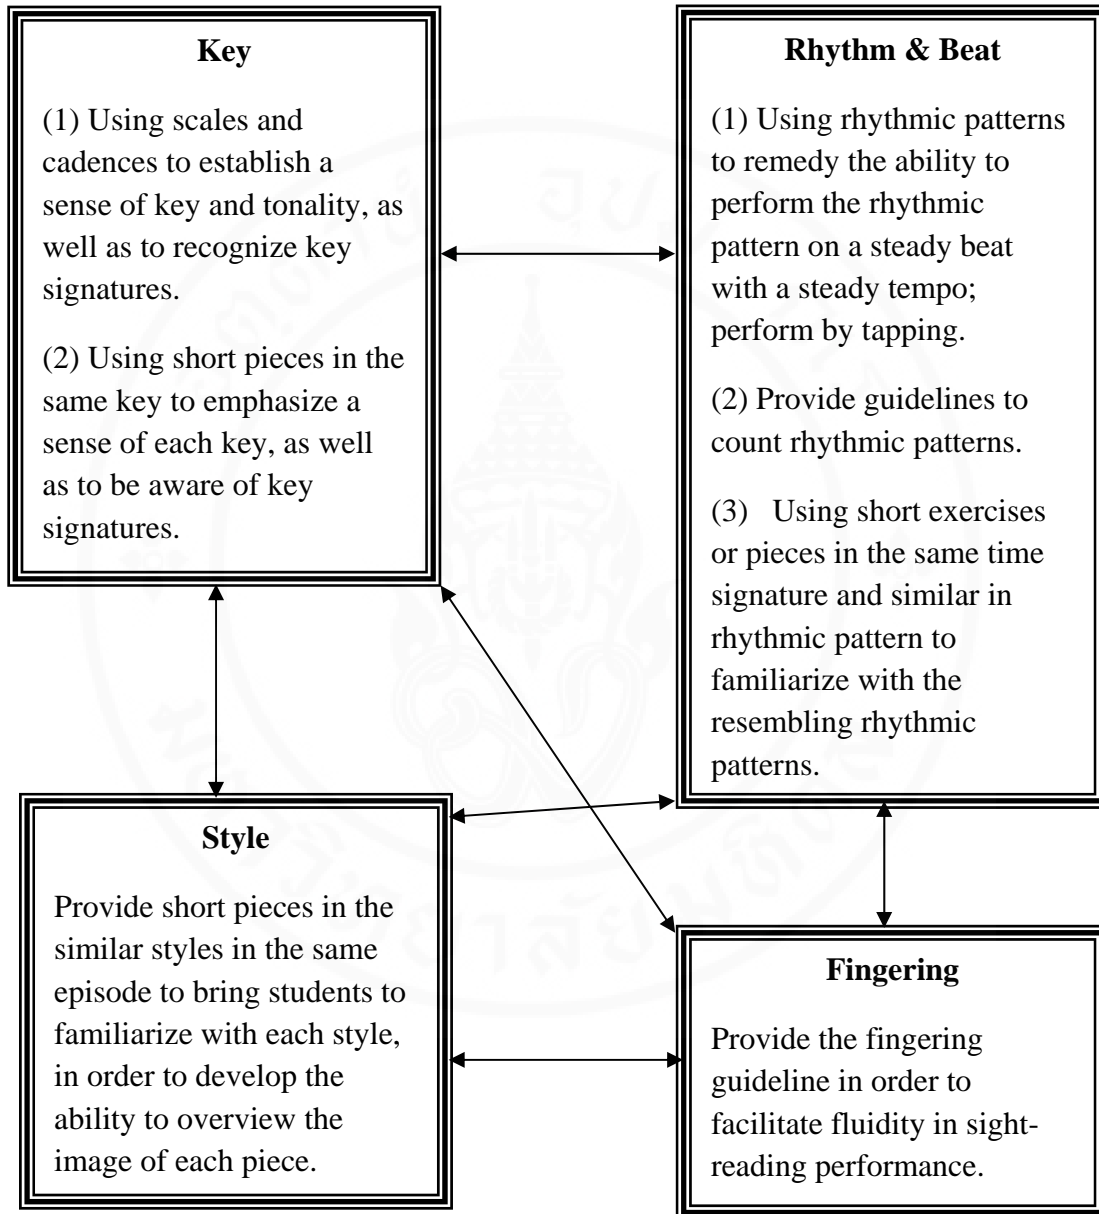 Key
(1) Using scales and
cadences to establish a
sense of key and tonality, as
well as to recognize key
signatures.
(2) Using short pieces in the
same key to emphasize a
sense of each key, as well
as to be aware of key
signatures.
Rhythm & Beat
(1) Using rhythmic patterns
to remedy the ability to
perform the rhythmic
pattern on a steady beat
with a steady tempo;
perform by tapping.
(2) Provide guidelines to
count rhythmic patterns.
(3) Using short exercises
or pieces in the same time
signature and similar in
rhythmic pattern to
familiarize with the
resembling rhythmic
patterns.
Style
Provide short pieces in the
similar styles in the same
episode to bring students to
familiarize with each style,
in order to develop the
ability to overview the
image of each piece.
Fingering
Provide the fingering
guideline in order to
facilitate fluidity in sight-
reading performance.